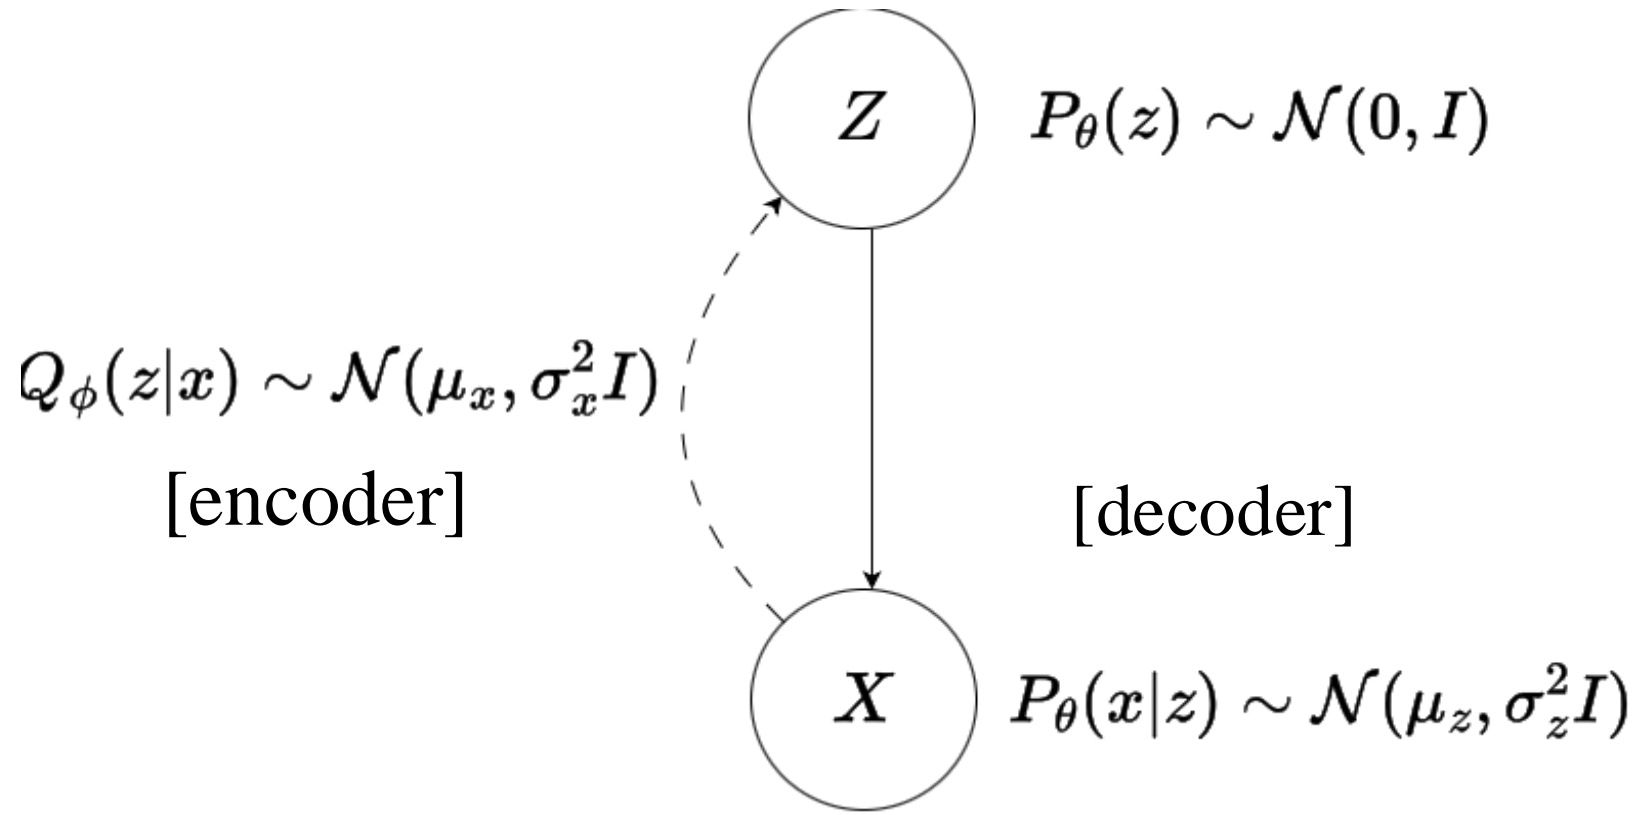 Z
P_θ(z) ∼ 𝒩(0, I)
Q_ϕ(z|x) ∼ 𝒩(μ_x, σ_x^2 I)
[encoder]
[decoder]
X
P_θ(x|z) ∼ 𝒩(μ_z, σ_z^2 I)